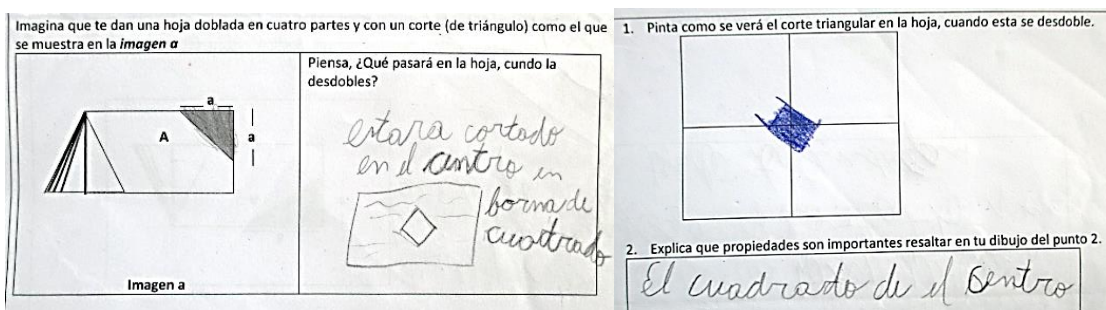 Imagina que te dan una hoja doblada en cuatro partes y con un corte (de triángulo) como el que
se muestra en la imagen a
a
A
a
Imagen a
Piensa, ¿Qué pasará en la hoja, cundo la
desdobles?
estara cortado
en el centro en
borma de
cuadrado
1. Pinta como se verá el corte triangular en la hoja, cuando esta se desdoble.
2. Explica que propiedades son importantes resaltar en tu dibujo del punto 2.
El cuadrado de el sentro